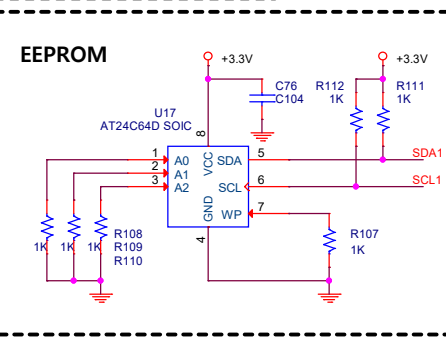 EEPROM
+3.3V
+3.3V
C76
C104
R112
1K
R111
1K
U17
AT24C64D SOIC
8
VCC
1
A0
2
A1
3
A2
SDA
5
SDA1
SCL
6
SCL1
GND
4
WP
7
1K
1K
1K
R108
R109
R110
R107
1K